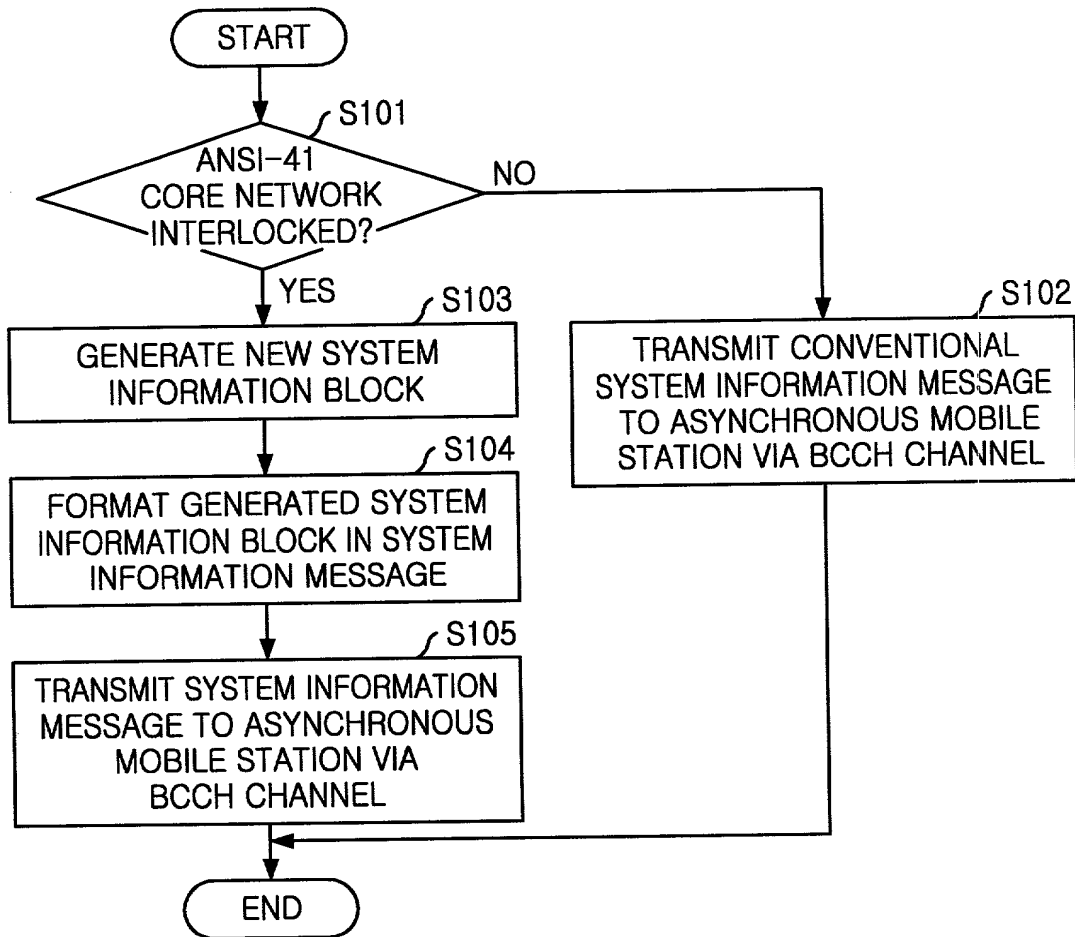 START
S101
ANSI-41
CORE NETWORK
INTERLOCKED?
NO
YES
S103
GENERATE NEW SYSTEM
INFORMATION BLOCK
S102
TRANSMIT CONVENTIONAL
SYSTEM INFORMATION MESSAGE
TO ASYNCHRONOUS MOBILE
STATION VIA BCCH CHANNEL
S104
FORMAT GENERATED SYSTEM
INFORMATION BLOCK IN SYSTEM
INFORMATION MESSAGE
S105
TRANSMIT SYSTEM INFORMATION
MESSAGE TO ASYNCHRONOUS
MOBILE STATION VIA
BCCH CHANNEL
END